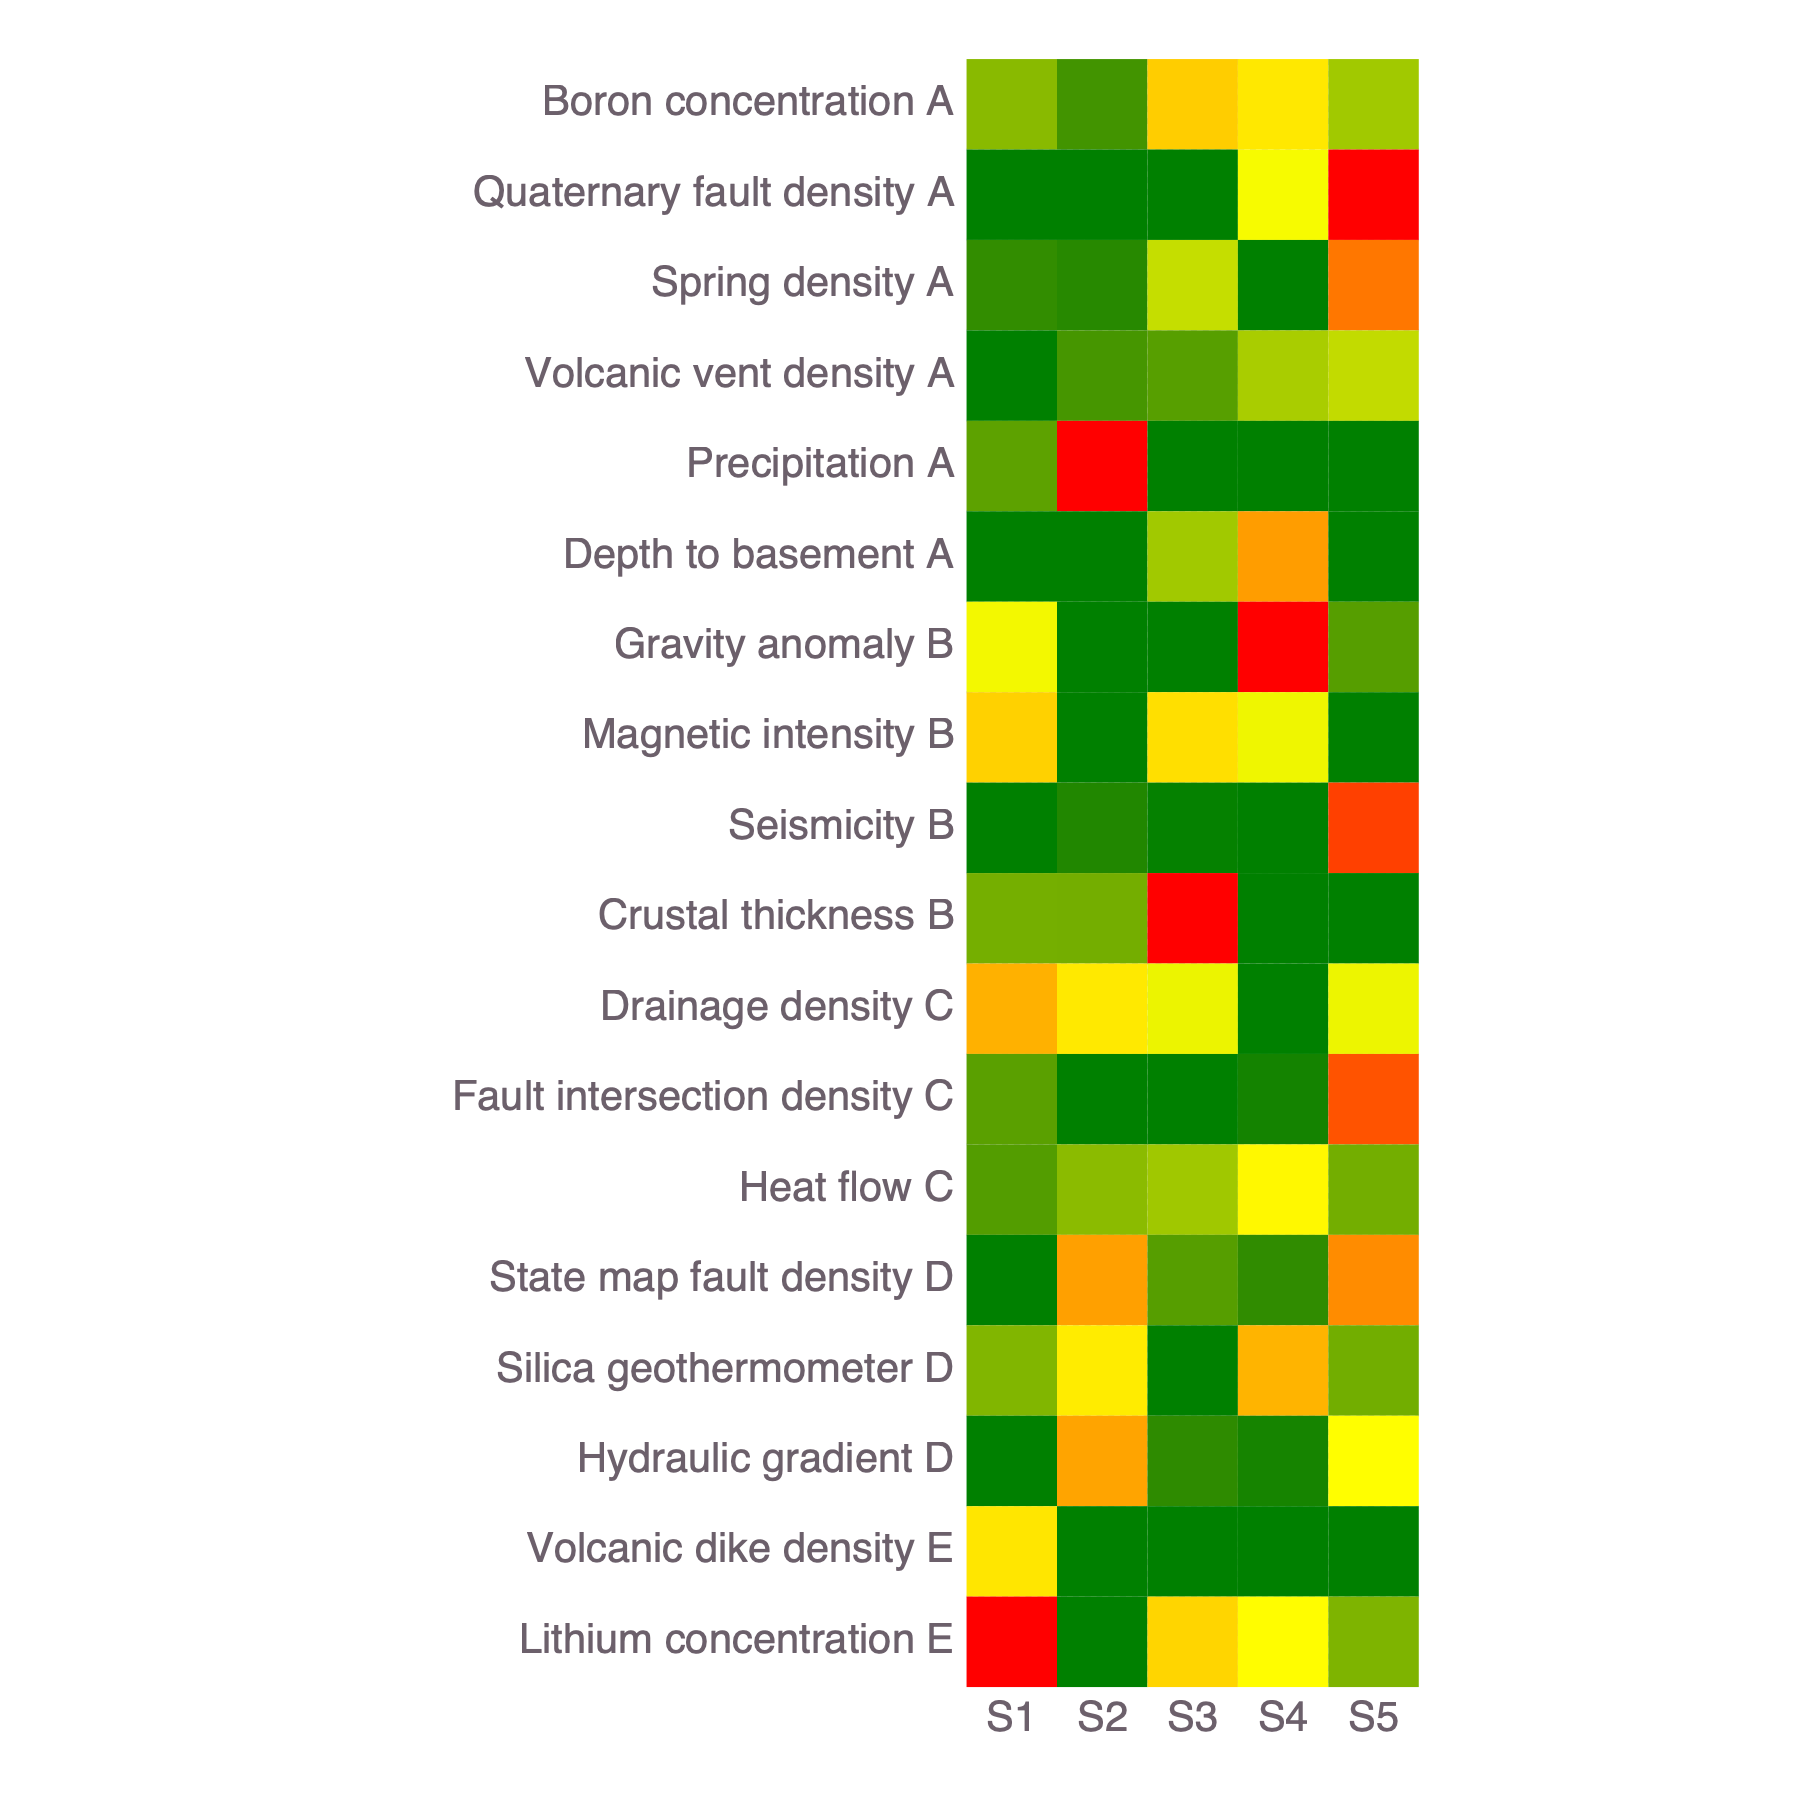 Boron concentration A
Quaternary fault density A
Spring density A
Volcanic vent density A
Precipitation A
Depth to basement A
Gravity anomaly B
Magnetic intensity B
Seismicity B
Crustal thickness B
Drainage density C
Fault intersection density C
Heat flow C
State map fault density D
Silica geothermometer D
Hydraulic gradient D
Volcanic dike density E
Lithium concentration E
S1 S2 S3 S4 S5